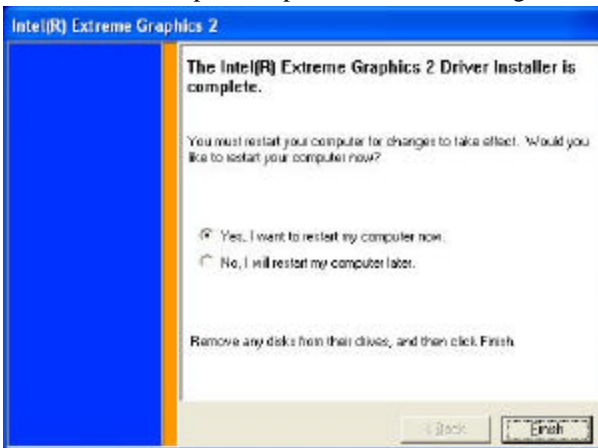 Intel(R) Extreme Graphics 2
The Intel(R) Extreme Graphics 2 Driver Installer is
complete.
You must restart your computer for changes to take effect. Would you
like to restart your computer now?
Yes, I want to restart my computer now.
No, I will restart my computer later.
Remove any disks from their drives, and then click Finish.
< Back
Finish